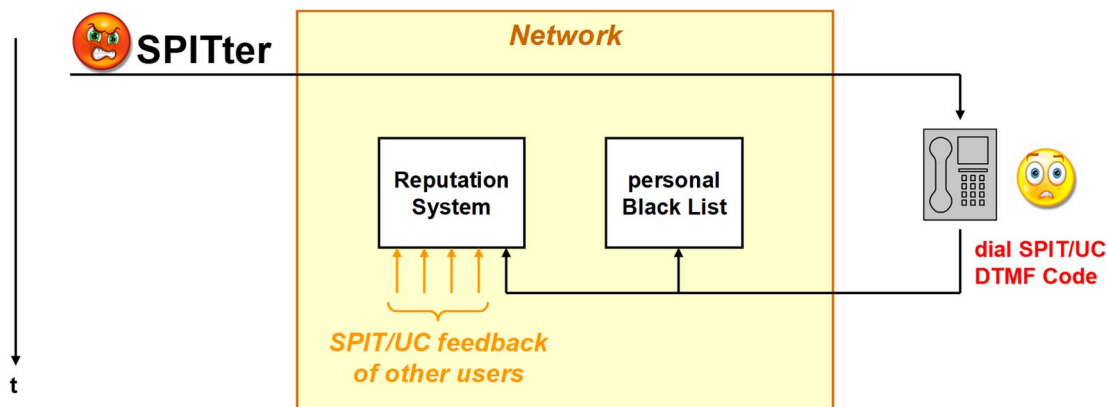 Network
SPITter
Reputation
System
personal
Black List
dial SPIT/UC
DTMF Code
SPIT/UC feedback
of other users
t